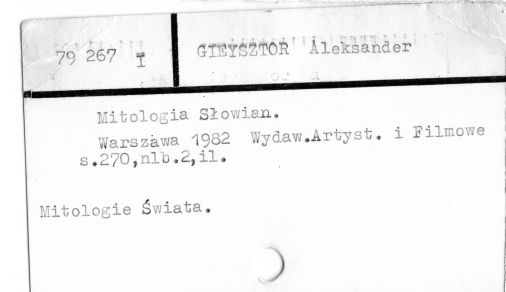 79 267 I
GIEYSZTOR Aleksander
Mitologia Słowian.
Warszawa 1982 Wydaw.Artyst. i Filmowe
s.270,nlb.2,il.
Mitologie Świata.